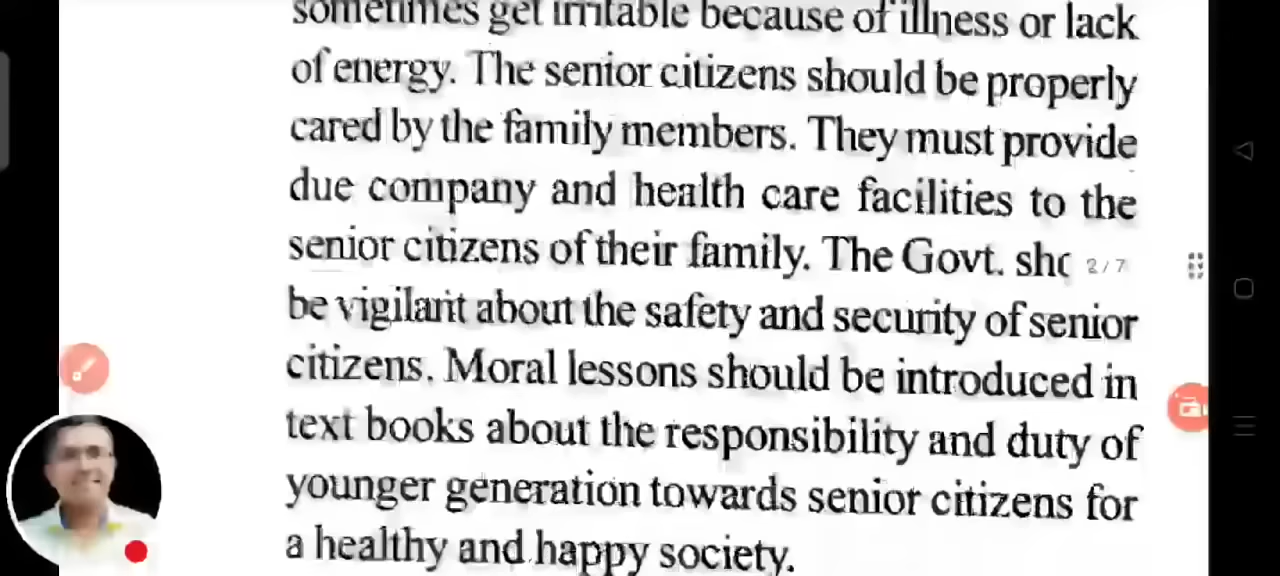 sometimes get irritable because of illness or lack
of energy. The senior citizens should be properly
cared by the family members. They must provide
due company and health care facilities to the
senior citizens of their family. The Govt. 2/7
be vigilant about the safety and security of senior
citizens. Moral lessons should be introduced in
text books about the responsibility and duty of
younger generation towards senior citizens for
a healthy and happy society.